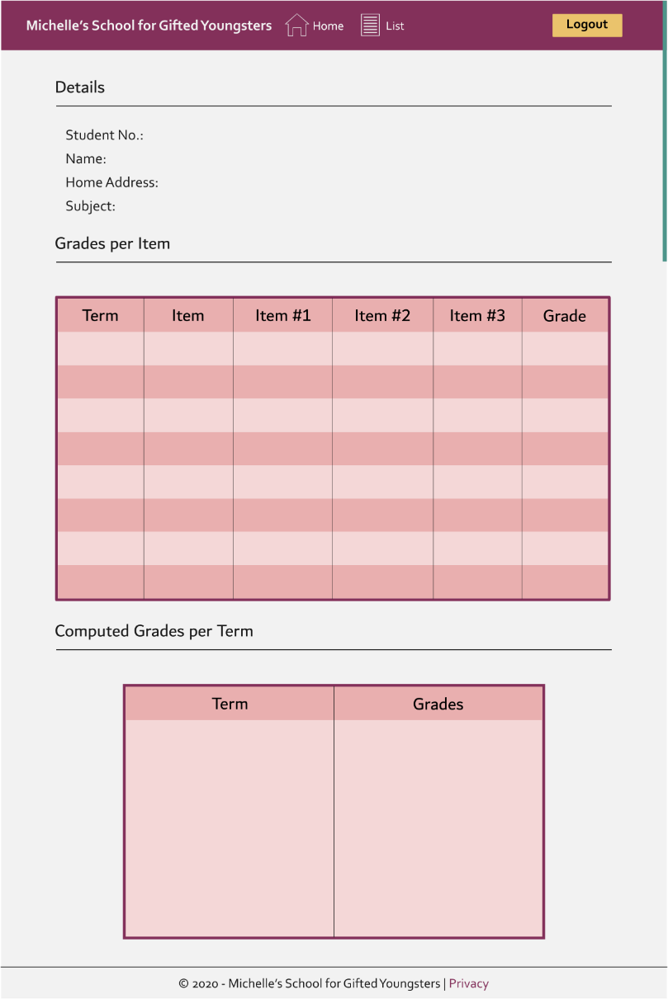 Michelle's School for Gifted Youngsters Home List Logout
Details
Student No.:
Name:
Home Address:
Subject:
Grades per Item
Term Item Item #1 Item #2 Item #3 Grade
Computed Grades per Term
Term Grades
© 2020 - Michelle's School for Gifted Youngsters | Privacy